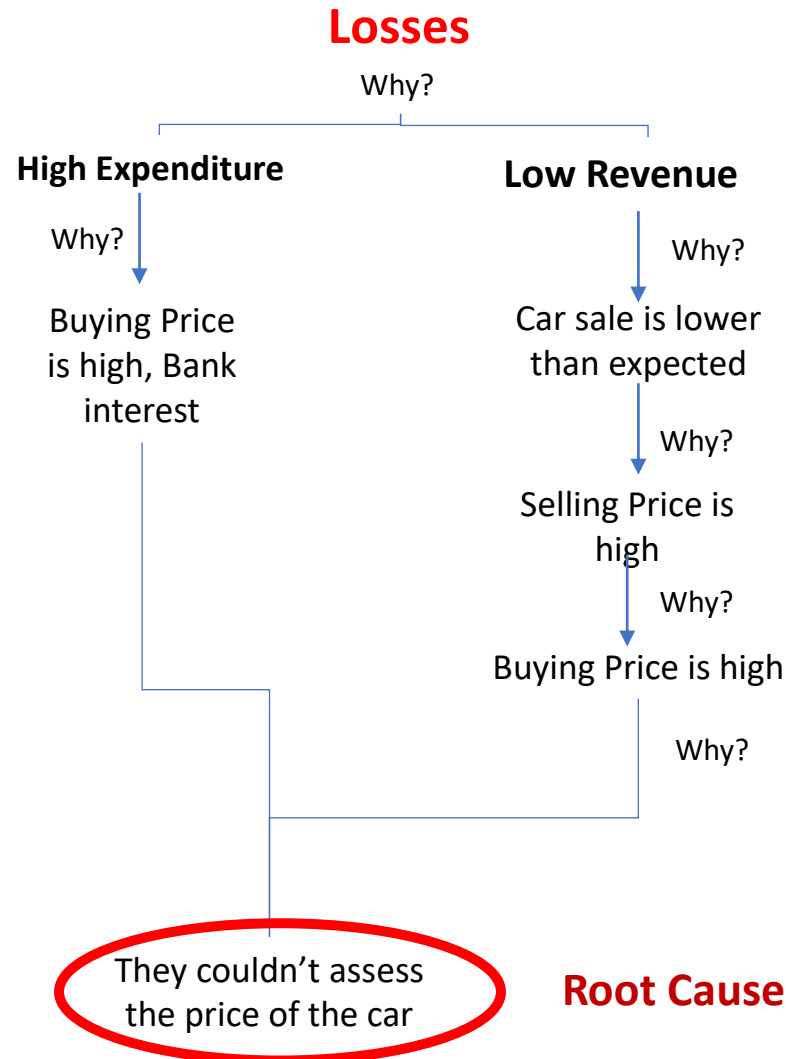 Losses
Why?
High Expenditure
Low Revenue
Why?
Why?
Buying Price
is high, Bank
interest
Car sale is lower
than expected
Why?
Selling Price is
high
Why?
Buying Price is high
Why?
They couldn’t assess
the price of the car
Root Cause